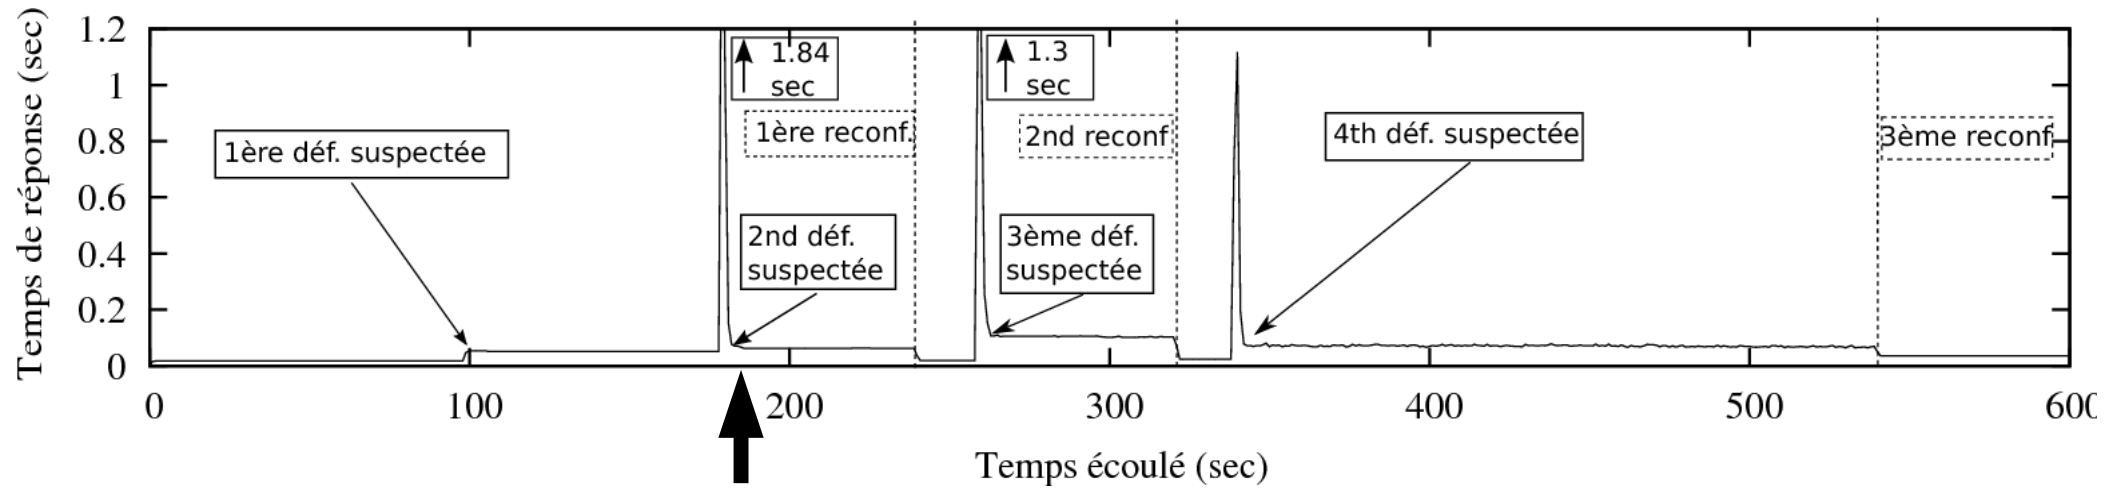 Temps de réponse (sec)
1.2
1
0.8
0.6
0.4
0.2
0
1.84
sec
1.3
sec
1ère reconf.
2nd reconf
4th déf. suspectée
3ème reconf
1ère déf. suspectée
2nd déf.
suspectée
3ème déf.
suspectée
0 100 200 300 400 500 600
Temps écoulé (sec)